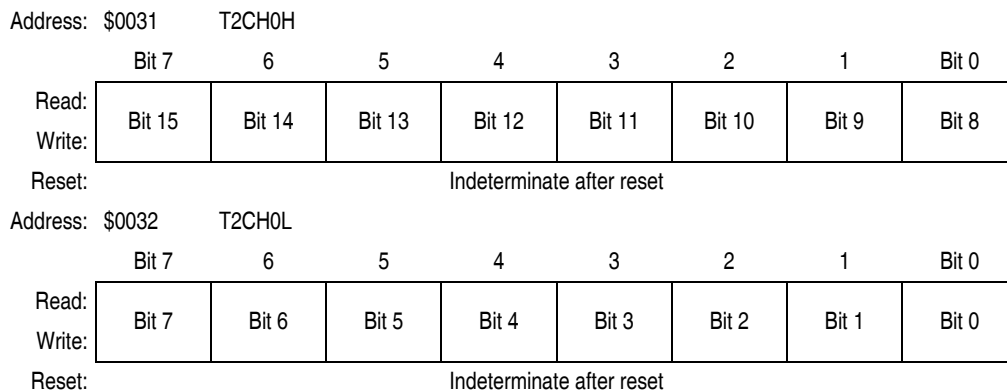 Address: $0031 T2CH0H
Bit 7 6 5 4 3 2 1 Bit 0
Read:
Bit 15 Bit 14 Bit 13 Bit 12 Bit 11 Bit 10 Bit 9 Bit 8
Write:
Reset: Indeterminate after reset
Address: $0032 T2CH0L
Bit 7 6 5 4 3 2 1 Bit 0
Read:
Bit 7 Bit 6 Bit 5 Bit 4 Bit 3 Bit 2 Bit 1 Bit 0
Write:
Reset: Indeterminate after reset